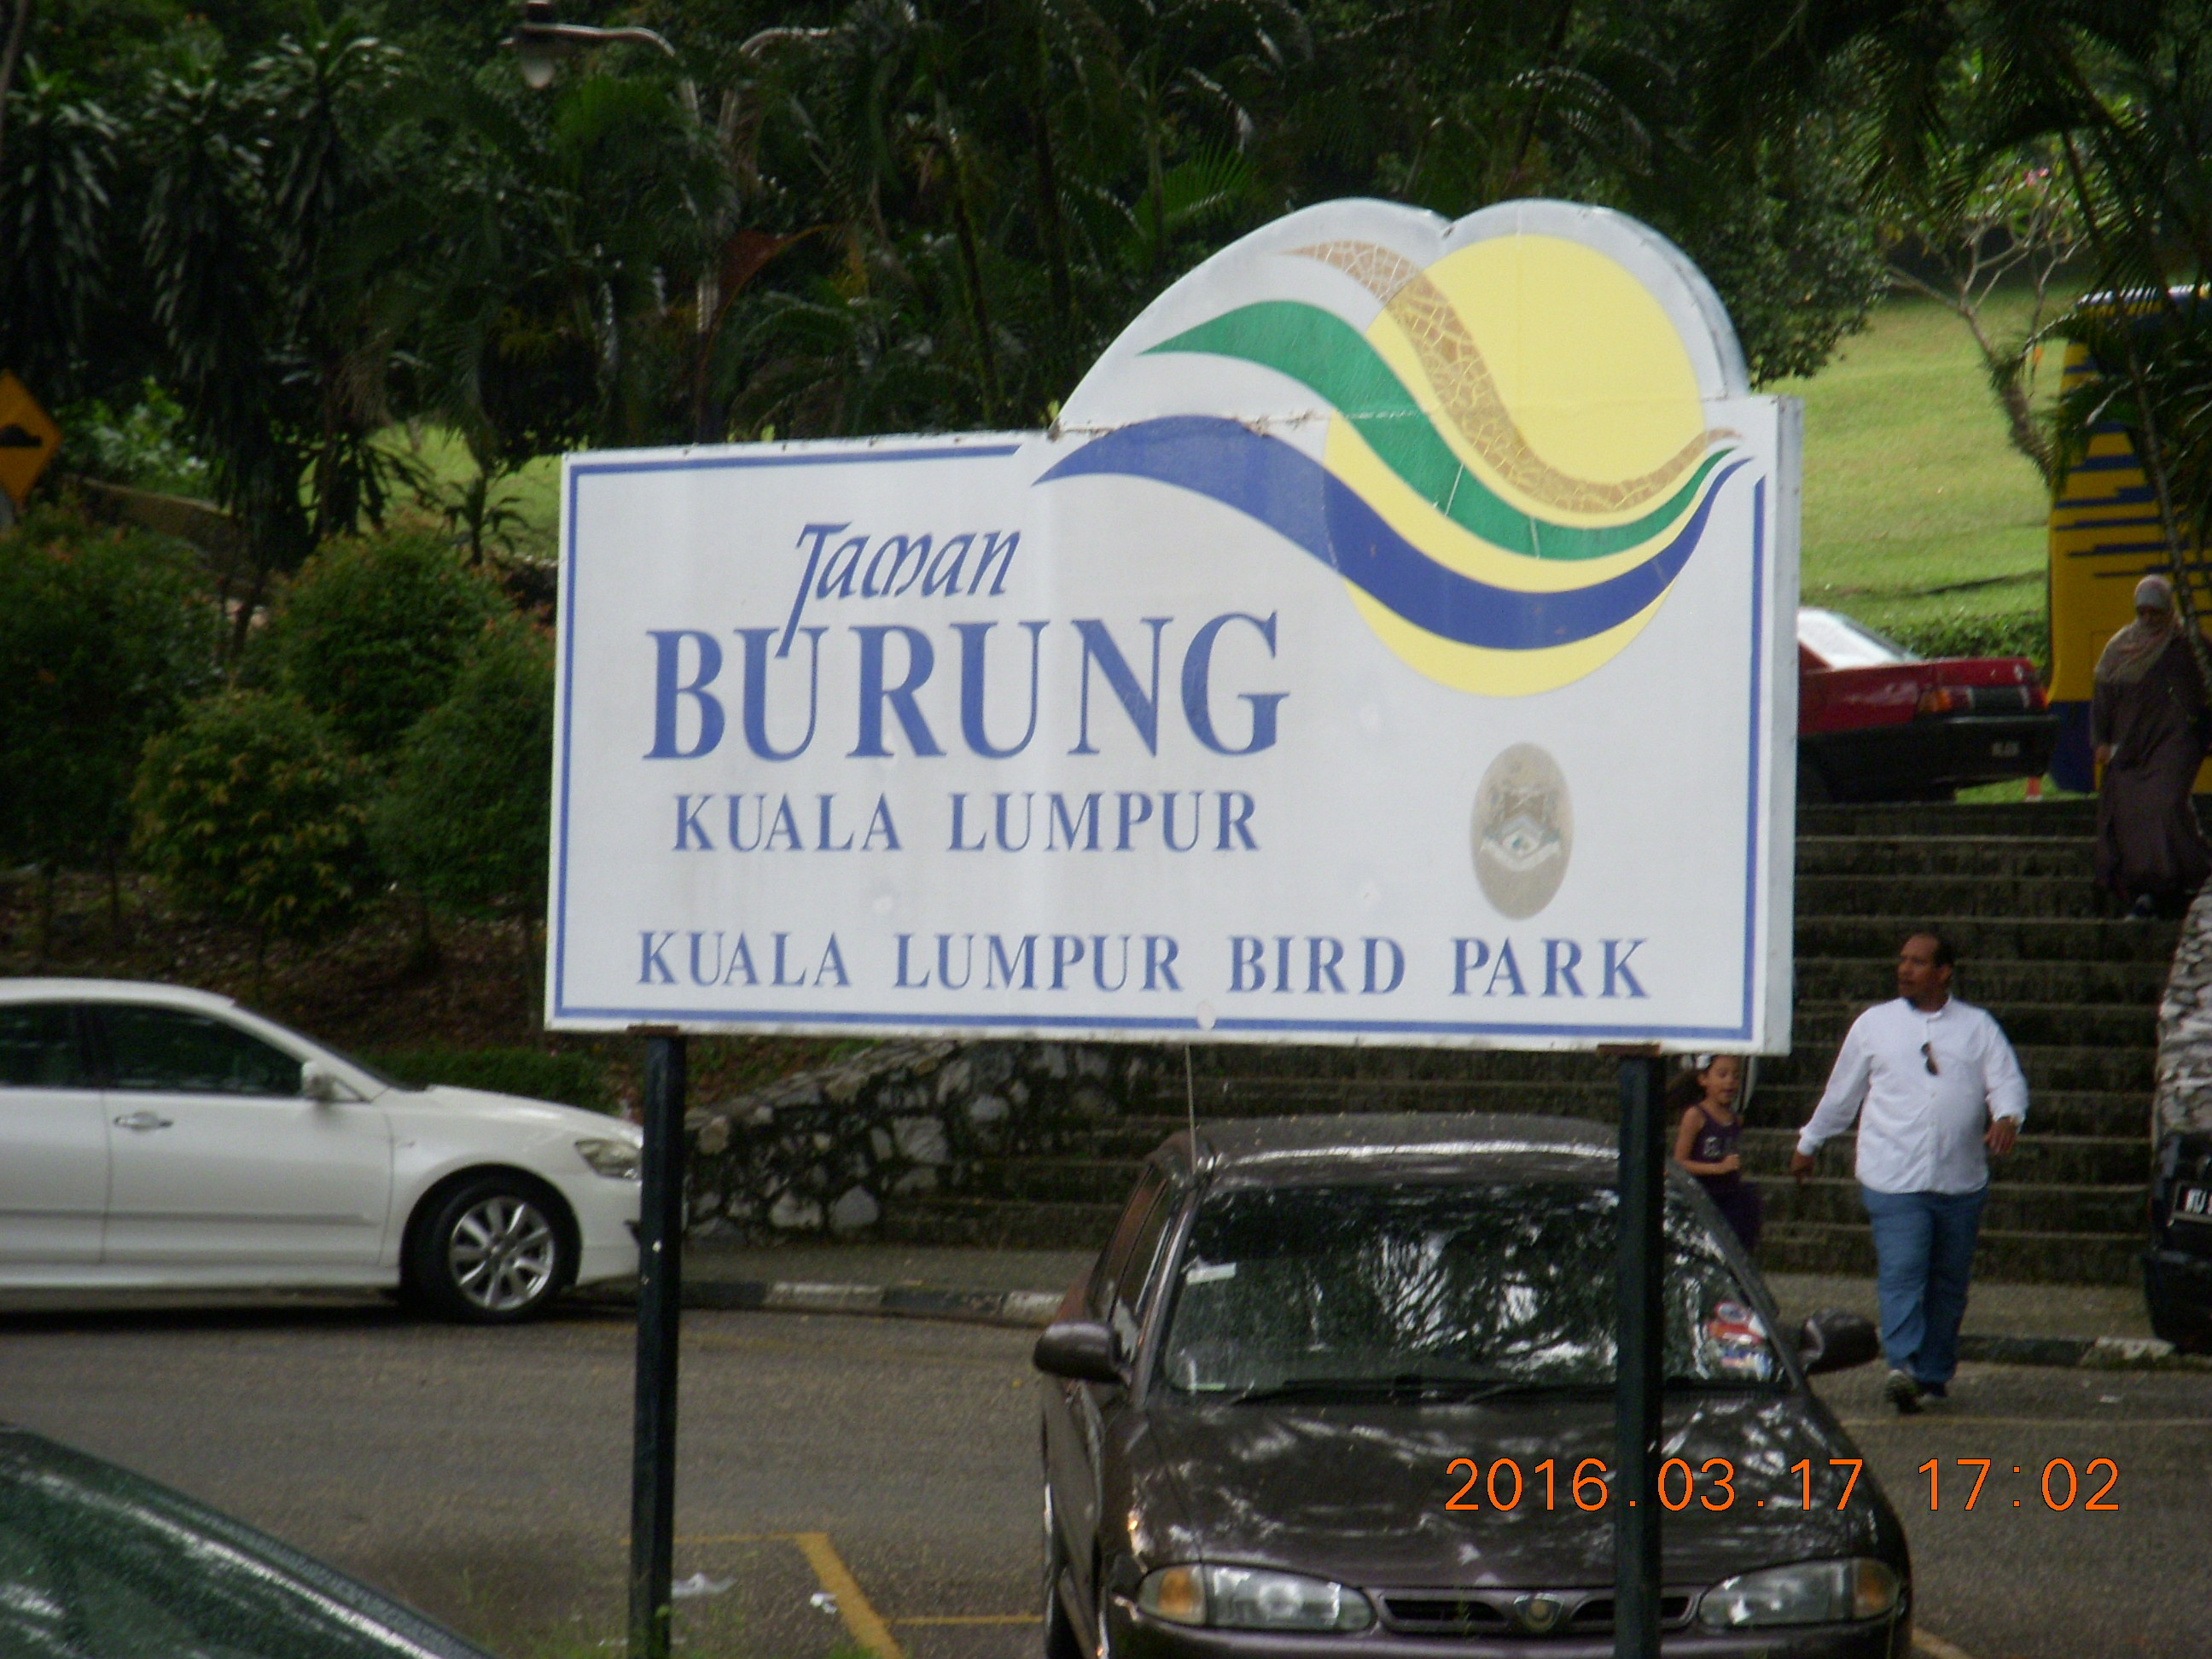 Taman
BURUNG
KUALA LUMPUR
KUALA LUMPUR BIRD PARK
2016.03.17 17:02